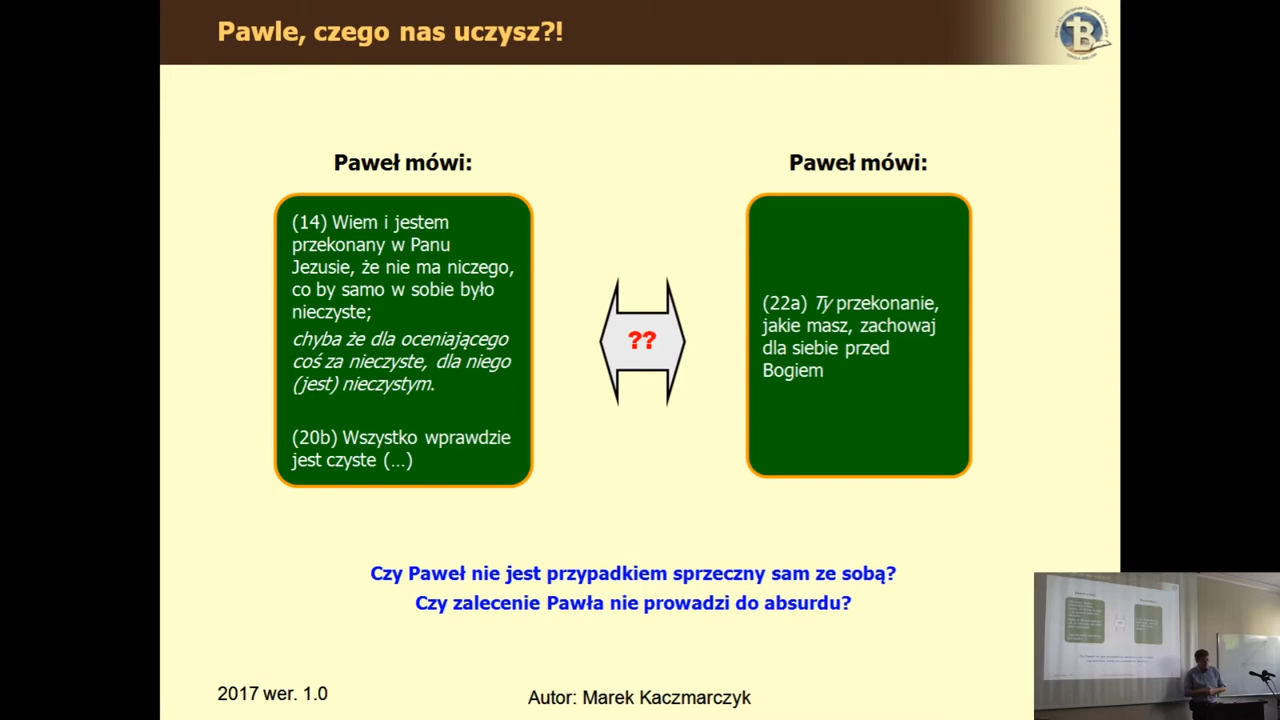 Pawle, czego nas uczysz?!
Paweł mówi:
(14) Wiem i jestem
przekonany w Panu
Jezusie, że nie ma niczego,
co by samo w sobie było
nieczyste;
chyba że dla oceniającego
coś za nieczyste, dla niego
(jest) nieczystym.
(20b) Wszystko wprawdzie
jest czyste (...)
??
Paweł mówi:
(22a) Ty przekonanie,
jakie masz, zachowaj
dla siebie przed
Bogiem
Czy Paweł nie jest przypadkiem sprzeczny sam ze sobą?
Czy zalecenie Pawła nie prowadzi do absurdu?
2017 wer. 1.0
Autor: Marek Kaczmarczyk